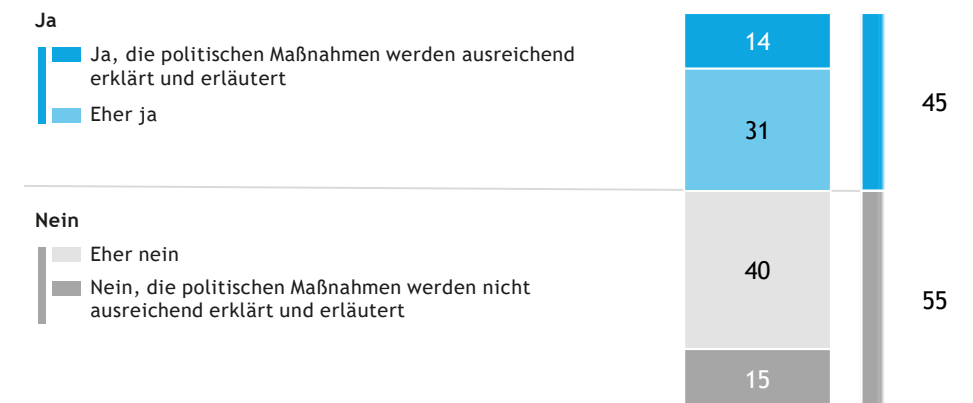 Ja
Ja, die politischen Maßnahmen werden ausreichend
erklärt und erläutert
Eher ja
14
31
45
Nein
Eher nein
Nein, die politischen Maßnahmen werden nicht
ausreichend erklärt und erläutert
40
15
55